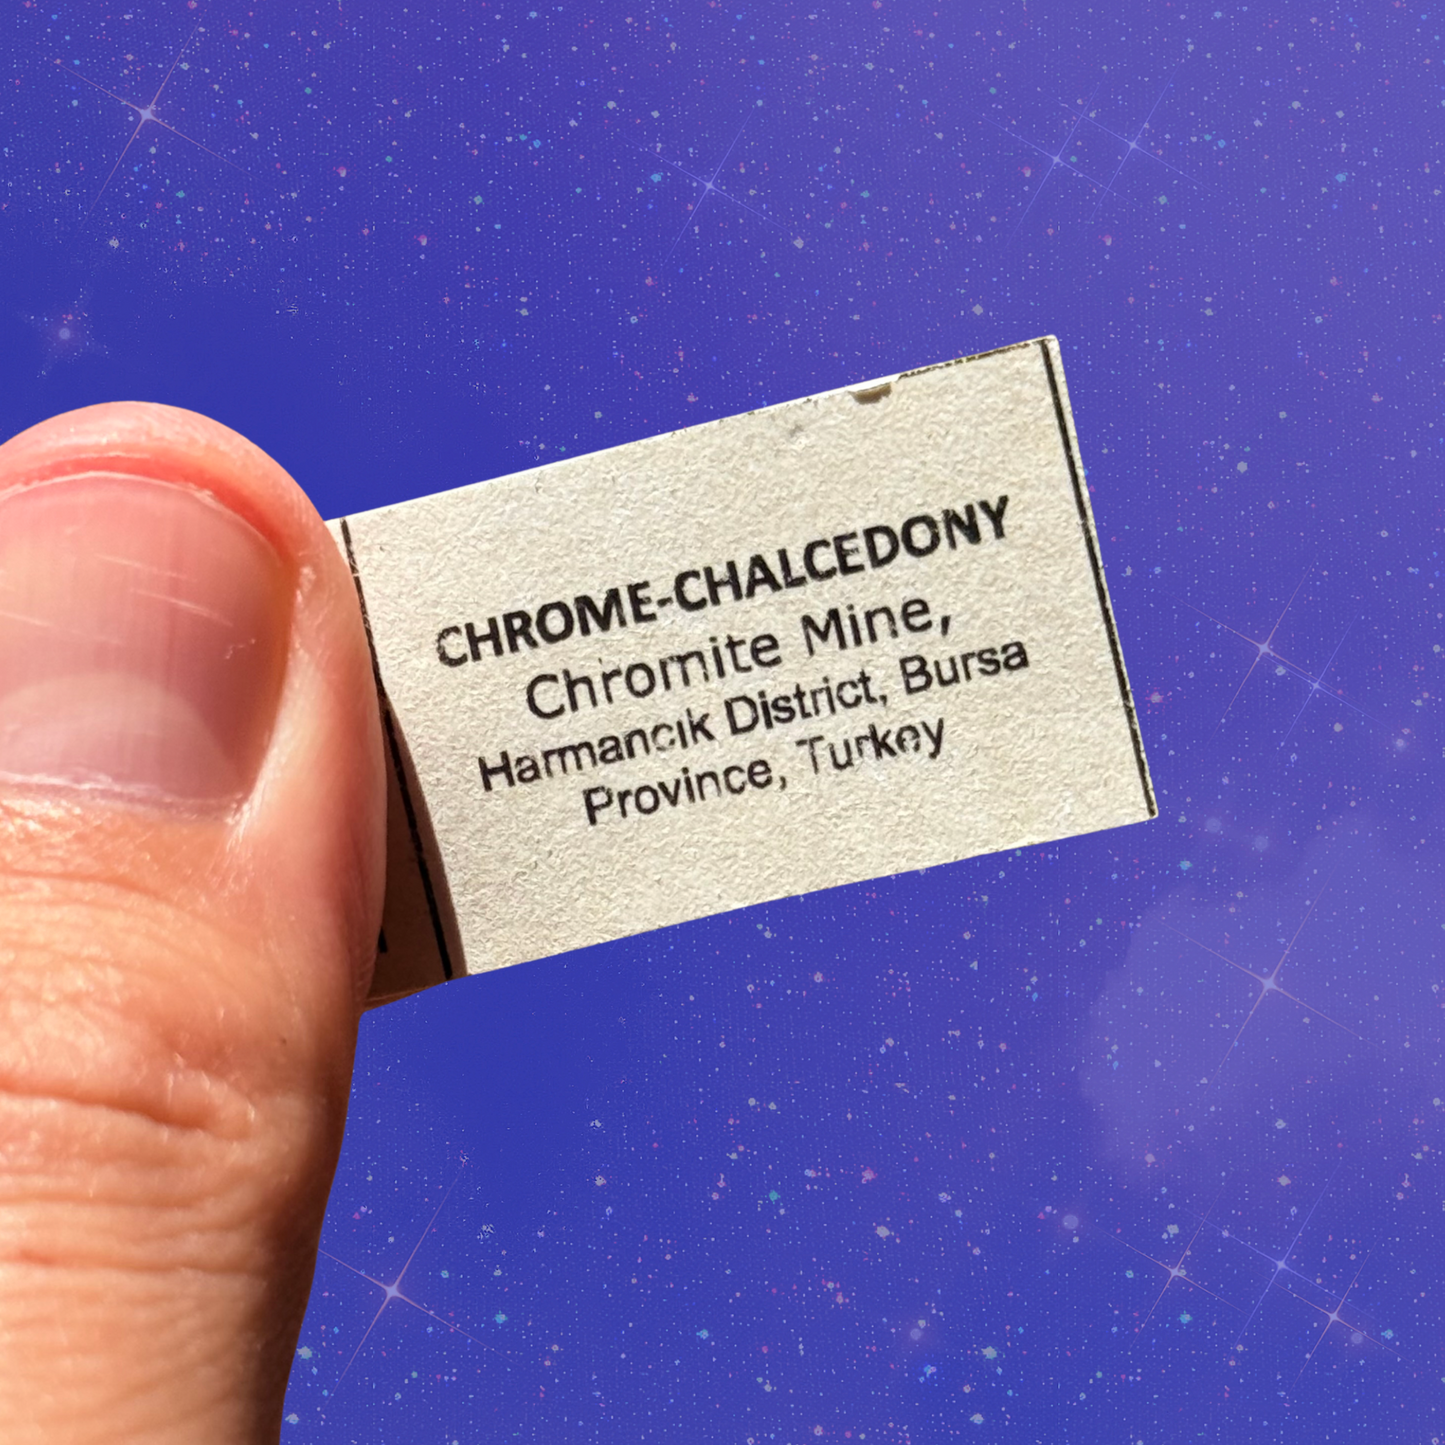 CHROME-CHALCEDONY
Chromite Mine,
Harmancık District, Bursa
Province, Turkey